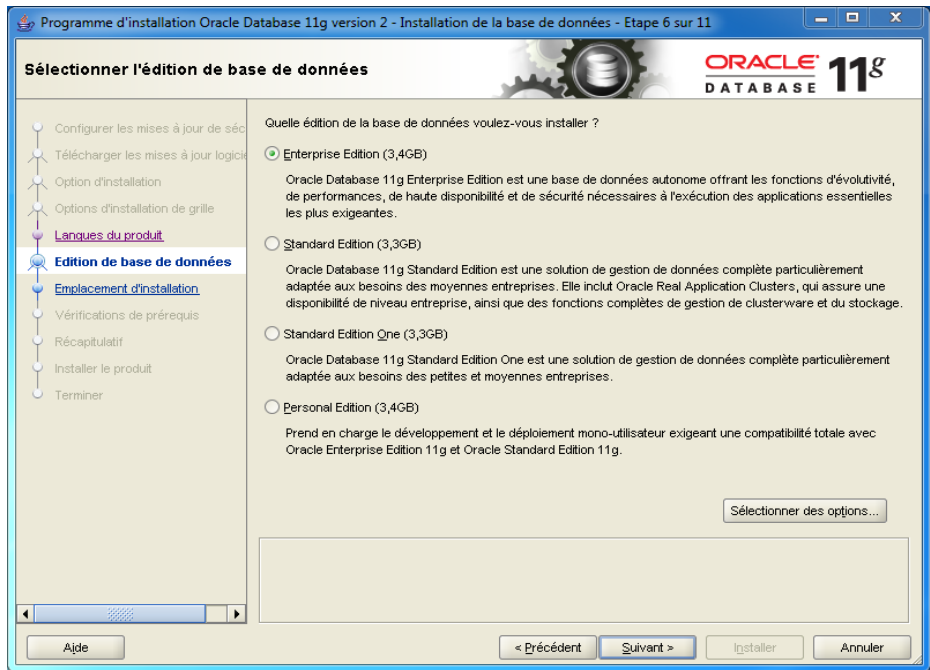 Programme d'installation Oracle Database 11g version 2 - Installation de la base de données - Etape 6 sur 11
Sélectionner l'édition de base de données
ORACLE
DATABASE
11g
Configurer les mises à jour de séc
Télécharger les mises à jour logicie
Option d'installation
Options d'installation de grille
Langues du produit
Edition de base de données
Emplacement d'installation
Vérifications de prérequis
Récapitulatif
Installer le produit
Terminer
Quelle édition de la base de données voulez-vous installer ?
Enterprise Edition (3,4GB)
Oracle Database 11g Enterprise Edition est une base de données autonome offrant les fonctions d'évolutivité,
de performances, de haute disponibilité et de sécurité nécessaires à l'exécution des applications essentielles
les plus exigeantes.
Standard Edition (3,3GB)
Oracle Database 11g Standard Edition est une solution de gestion de données complète particulièrement
adaptée aux besoins des moyennes entreprises. Elle inclut Oracle Real Application Clusters, qui assure une
disponibilité de niveau entreprise, ainsi que des fonctions complètes de gestion de clusterware et du stockage.
Standard Edition One (3,3GB)
Oracle Database 11g Standard Edition One est une solution de gestion de données complète particulièrement
adaptée aux besoins des petites et moyennes entreprises.
Personal Edition (3,4GB)
Prend en charge le développement et le déploiement mono-utilisateur exigeant une compatibilité totale avec
Oracle Enterprise Edition 11g et Oracle Standard Edition 11g.
Sélectionner des options...
Aide
< Précédent
Suivant >
Installer
Annuler